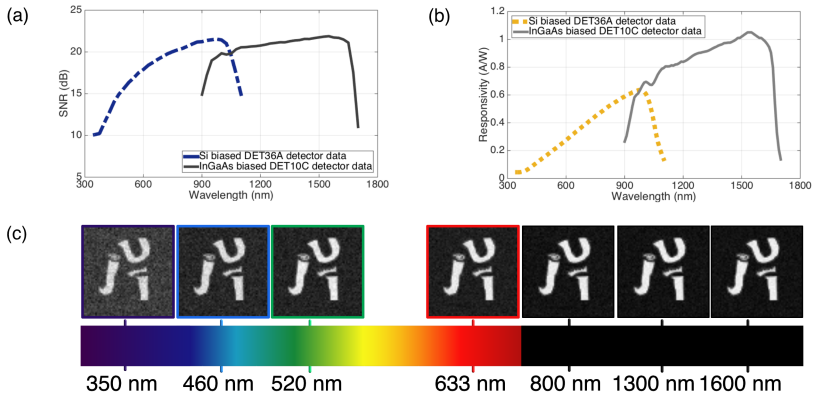 (a)
25
20
15
10
5
SNR (dB)
Si biased DET36A detector data
InGaAs biased DET10C detector data
300 600 900 1200 1500 1800
Wavelength (nm)
(b)
1.2
1
0.8
0.6
0.4
0.2
0
Responsivity (A/W)
Si biased DET36A detector data
InGaAs biased DET10C detector data
300 600 900 1200 1500 1800
Wavelength (nm)
(c)
350 nm 460 nm 520 nm 633 nm 800 nm 1300 nm 1600 nm